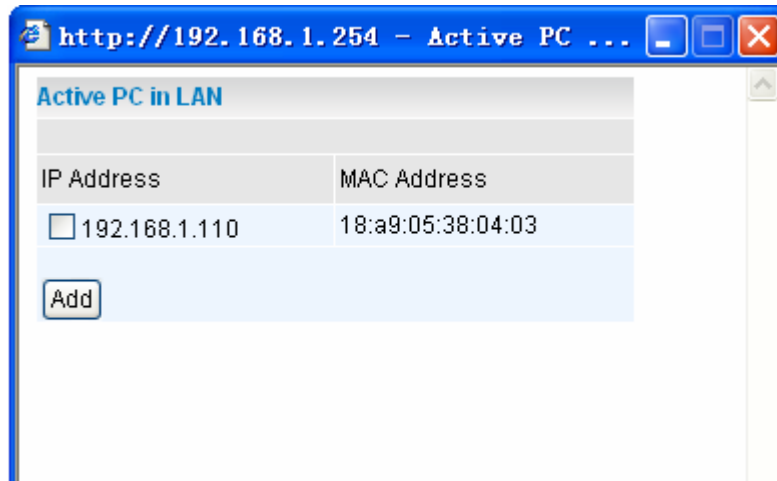 http://192.168.1.254 - Active PC ...
Active PC in LAN
IP Address MAC Address
192.168.1.110 18:a9:05:38:04:03
Add